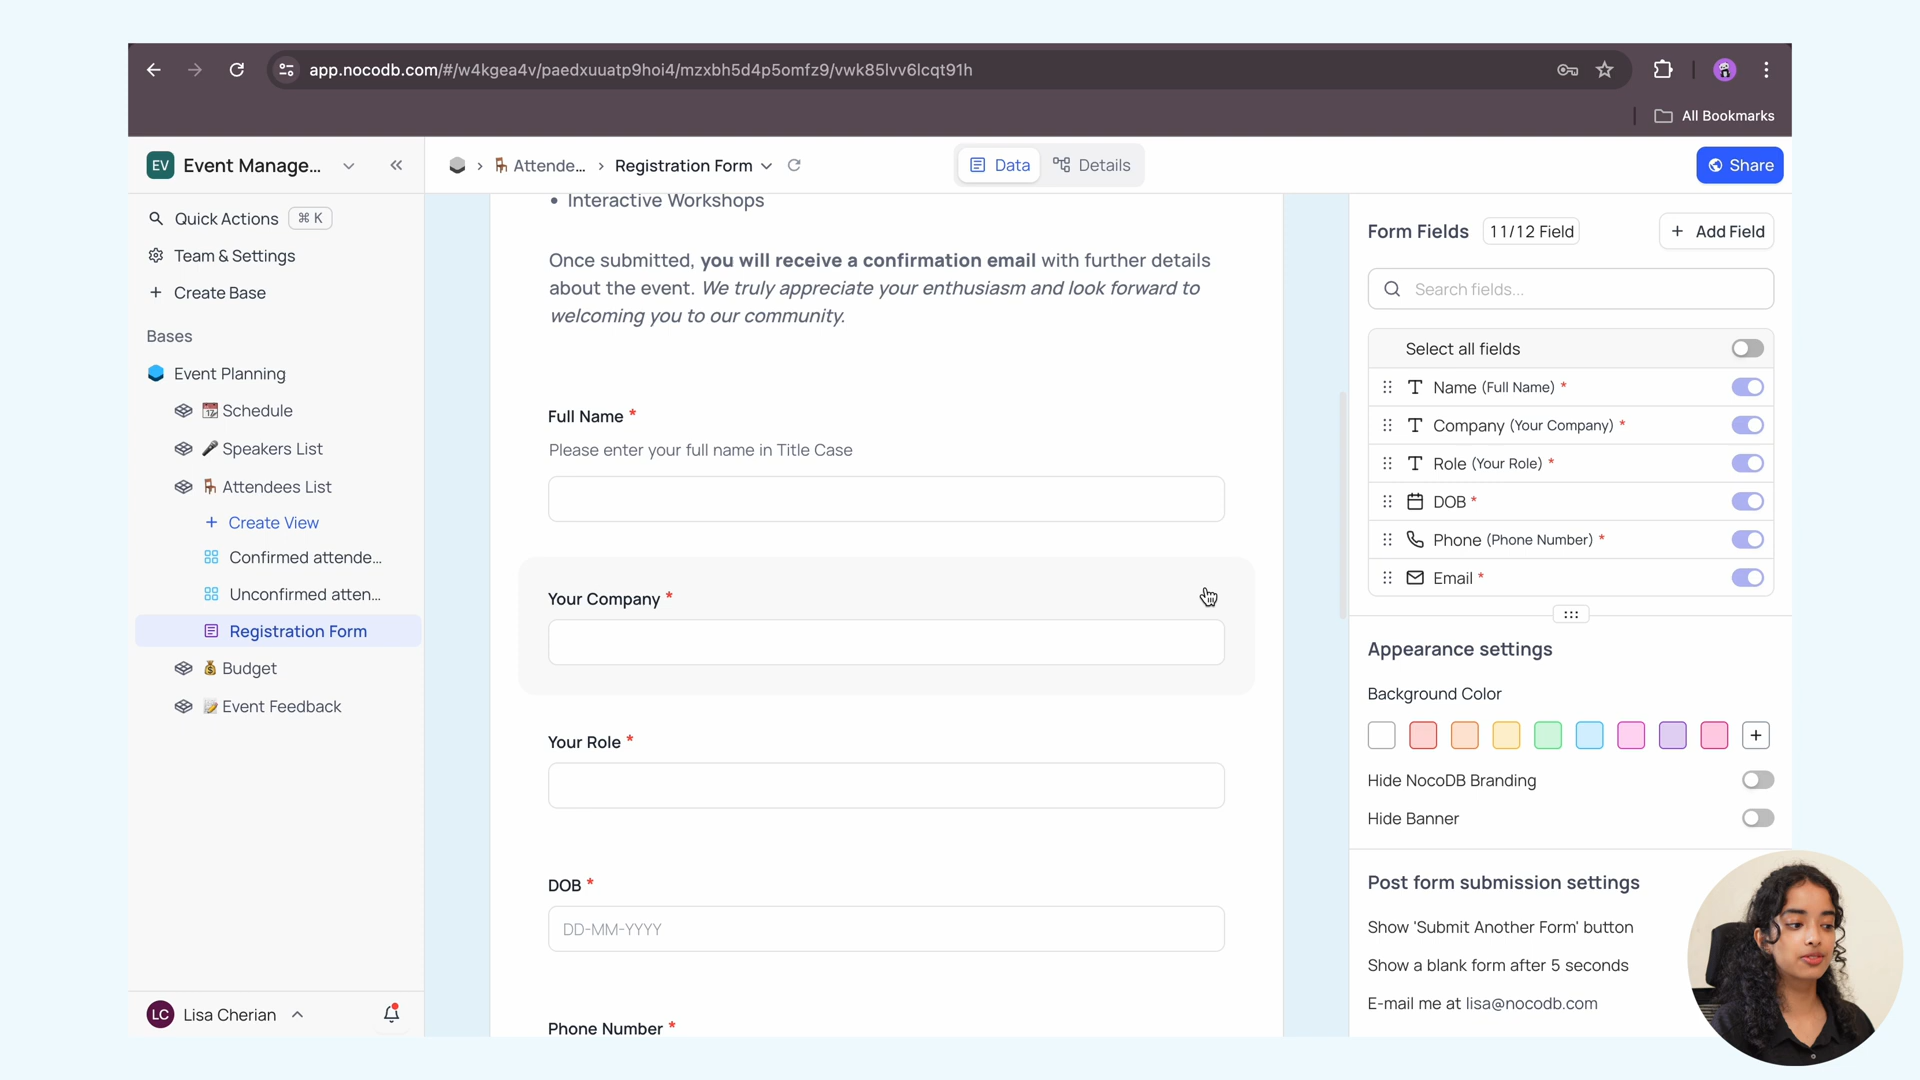 app.nocodb.com/#/w4kgea4v/paedxuuatp9hoi4/mzxbh5d4p5omfz9/vwk85lvv6lcqt91h
All Bookmarks
EV Event Manage...
Attende... Registration Form
Data Details
Share
Quick Actions ⌘ K
Team & Settings
Create Base
Bases
Event Planning
Schedule
Speakers List
Attendees List
Create View
Confirmed attende...
Unconfirmed atten...
Registration Form
Budget
Event Feedback
LC Lisa Cherian
• Interactive Workshops
Once submitted, you will receive a confirmation email with further details
about the event. We truly appreciate your enthusiasm and look forward to
welcoming you to our community.
Full Name *
Please enter your full name in Title Case
Your Company *
Your Role *
DOB *
DD-MM-YYYY
Phone Number *
Form Fields 11/12 Field + Add Field
Search fields...
Select all fields
Name (Full Name) *
Company (Your Company) *
Role (Your Role) *
DOB *
Phone (Phone Number) *
Email *
Appearance settings
Background Color
Hide NocoDB Branding
Hide Banner
Post form submission settings
Show 'Submit Another Form' button
Show a blank form after 5 seconds
E-mail me at lisa@nocodb.com